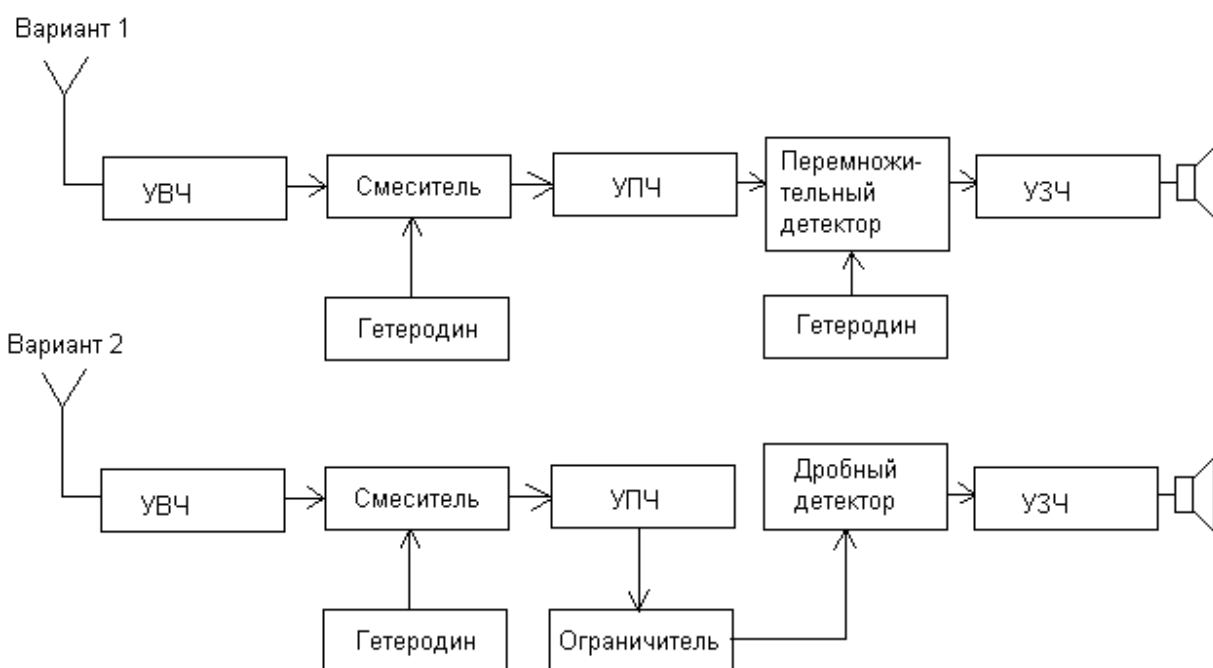 Вариант 1
УВЧ
Смеситель
УПЧ
Перемножи-
тельный
детектор
УЗЧ
Гетеродин
Гетеродин
Вариант 2
УВЧ
Смеситель
УПЧ
Дробный
детектор
УЗЧ
Гетеродин
Ограничитель